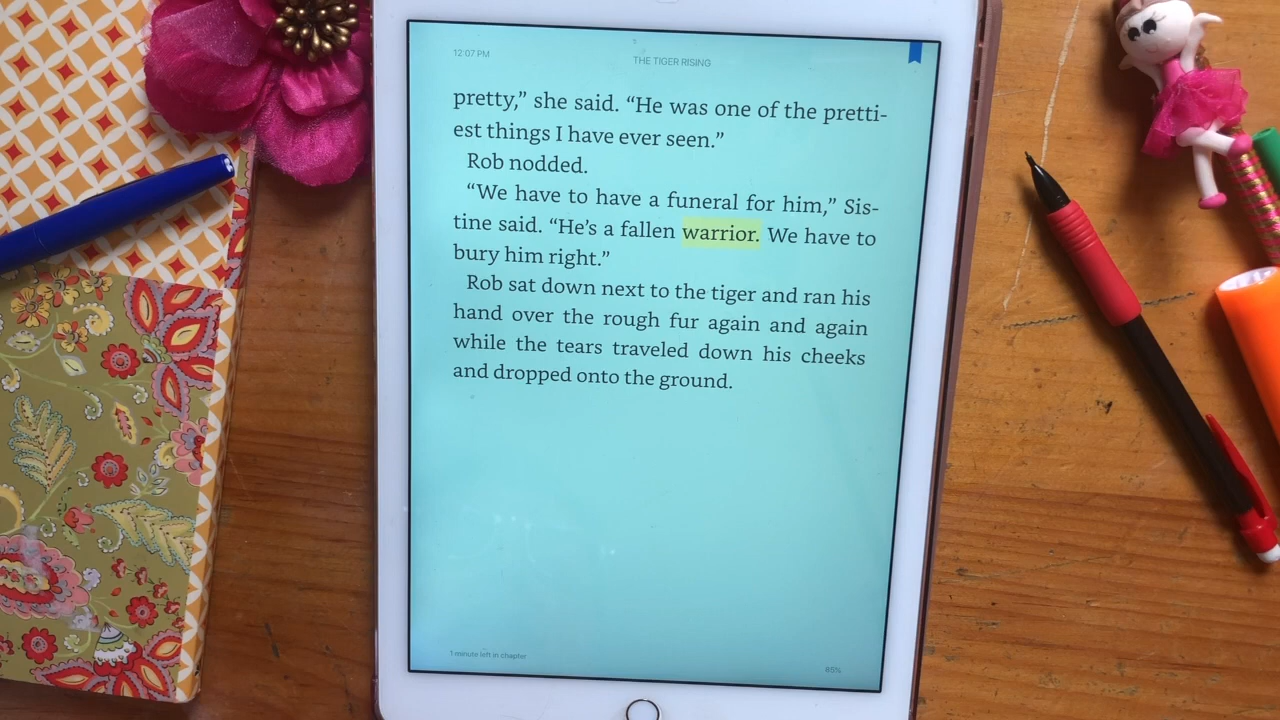 12:07 PM
THE TIGER RISING
pretty,” she said. “He was one of the pretti-
est things I have ever seen.”
Rob nodded.
“We have to have a funeral for him,” Sis-
tine said. “He’s a fallen warrior. We have to
bury him right.”
Rob sat down next to the tiger and ran his
hand over the rough fur again and again
while the tears traveled down his cheeks
and dropped onto the ground.
1 minute left in chapter
85%